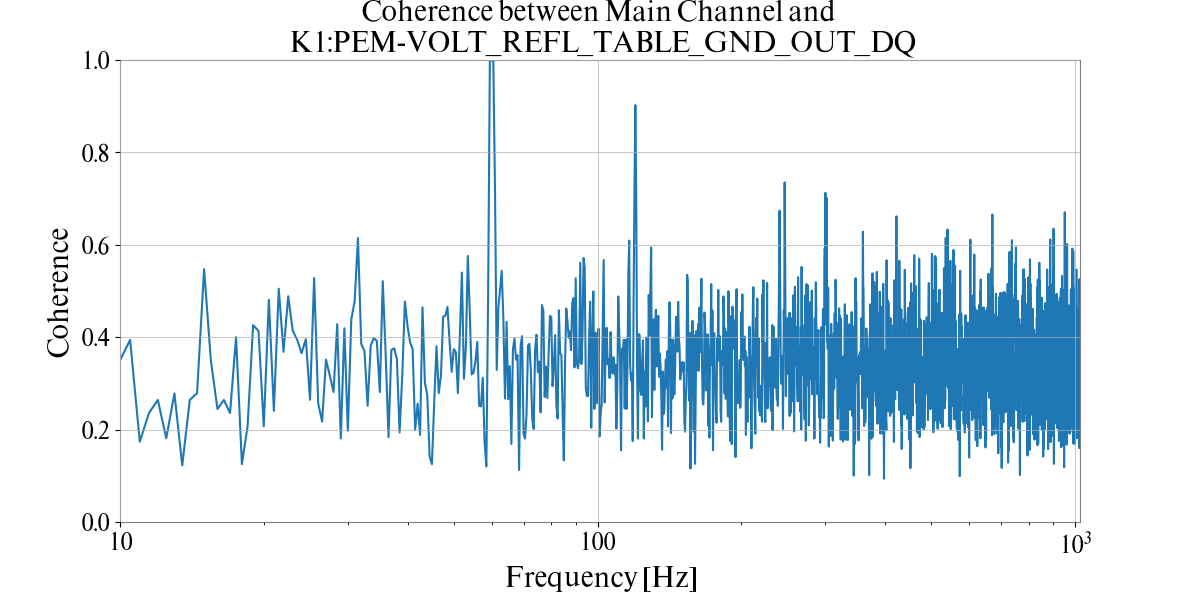 Coherence between Main Channel and
K1:PEM-VOLT_REFL_TABLE_GND_OUT_DQ
1.0
0.8
0.6
0.4
0.2
0.0
Coherence
10
100
10³
Frequency [Hz]